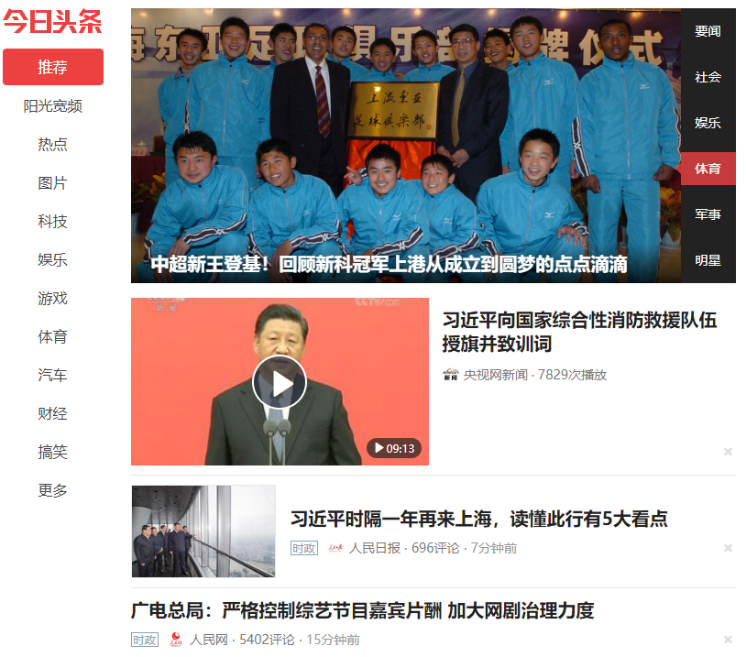 今日头条
推荐
阳光宽频
热点
图片
科技
娱乐
游戏
体育
汽车
财经
搞笑
更多
海东亚足球俱乐部揭牌仪式
上海东亚
足球俱乐部
中超新王登基！回顾新科冠军上港从成立到圆梦的点点滴滴
要闻
社会
娱乐
体育
军事
明星
CCTV
09:13
习近平向国家综合性消防救援队伍
授旗并致训词
央视网新闻 · 7829次播放
习近平时隔一年再来上海，读懂此行有5大看点
时政 人民日报 · 696评论 · 7分钟前
广电总局：严格控制综艺节目嘉宾片酬 加大网剧治理力度
时政 人民网 · 5402评论 · 15分钟前